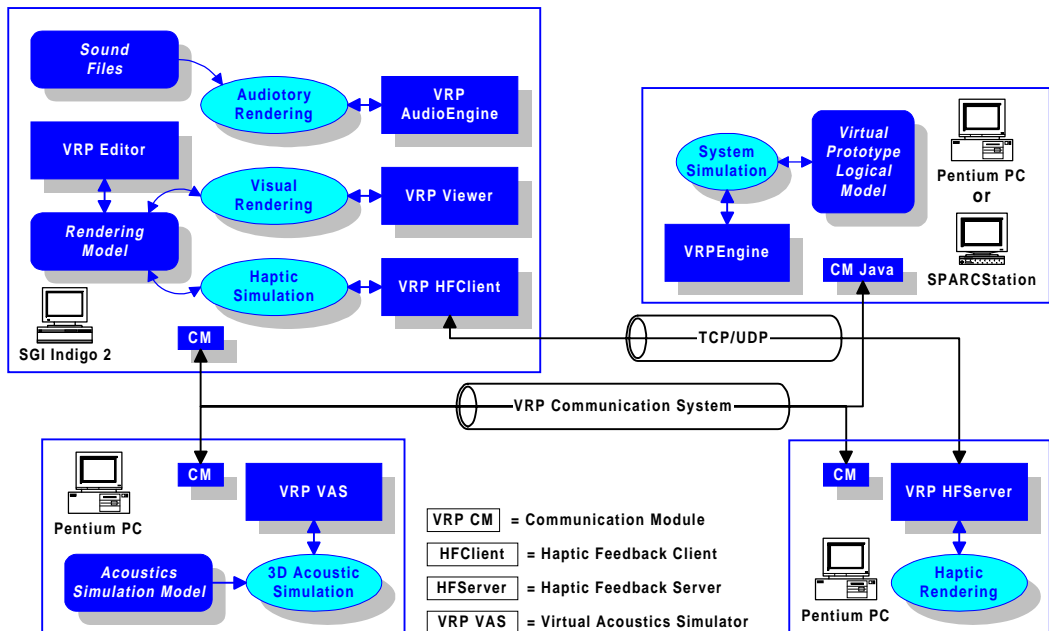 Sound
Files
Audiotory
Rendering
VRP
AudioEngine
VRP Editor
Visual
Rendering
VRP Viewer
Rendering
Model
Haptic
Simulation
VRP HFClient
SGI Indigo 2
CM
System
Simulation
Virtual
Prototype
Logical
Model
Pentium PC
or
SPARCStation
VRPEngine
CM Java
TCP/UDP
VRP Communication System
CM
Pentium PC
VRP VAS
Acoustics
Simulation Model
3D Acoustic
Simulation
VRP CM = Communication Module
HFClient = Haptic Feedback Client
HFServer = Haptic Feedback Server
VRP VAS = Virtual Acoustics Simulator
CM
VRP HFServer
Pentium PC
Haptic
Rendering